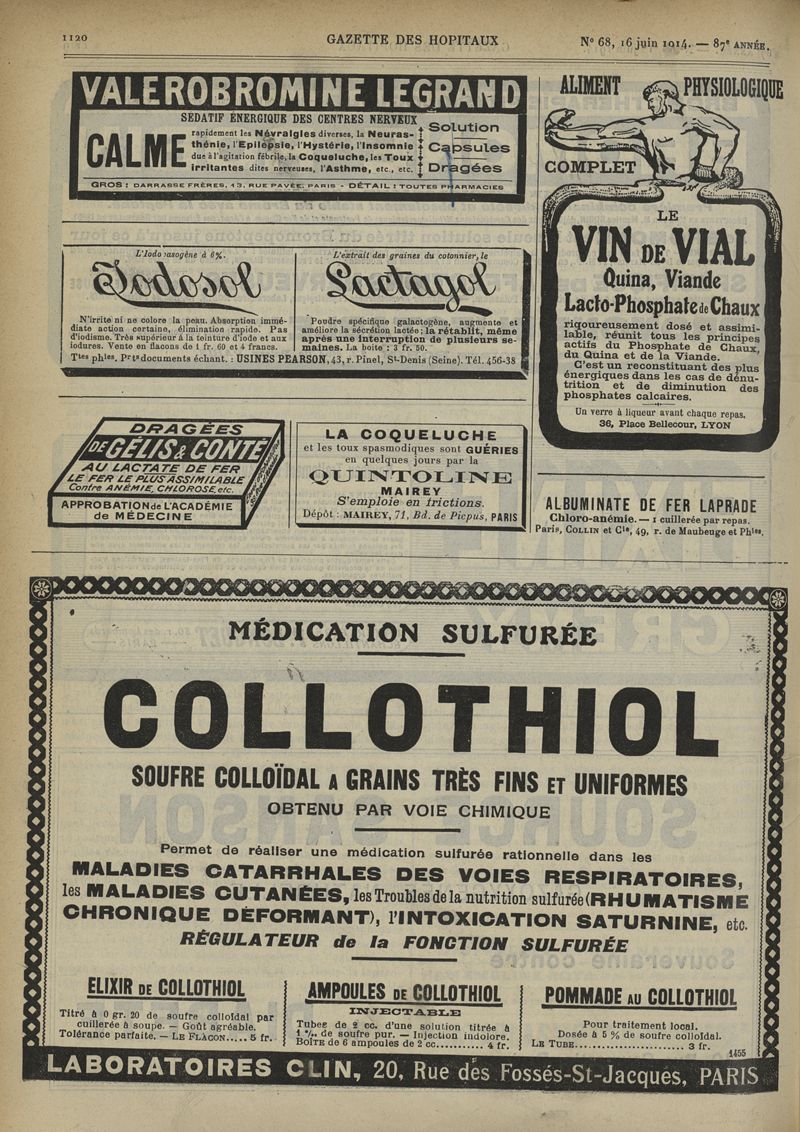 1120
GAZETTE DES HOPITAUX
Nº 68, 16 juin 1914. — 87e ANNÉE.
VALEROBROMINE LEGRAND
SÉDATIF ÉNERGIQUE DES CENTRES NERVEUX
CALME
rapidement les Névralgies diverses, la Neuras-
thénie, l'Epilepsie, l'Hystérie, l'Insomnie
due à l'agitation fébrile, la Coqueluche, les Toux
irritantes dites nerveuses, l'Asthme, etc., etc.
Solution
Capsules
Dragées
GROS : DARRASSE FRÈRES, 13, RUE PAVÉE, PARIS - DÉTAIL : TOUTES PHARMACIES
ALIMENT PHYSIOLOGIQUE
COMPLET
LE
VIN DE VIAL
Quina, Viande
Lacto-Phosphate de Chaux
rigoureusement dosé et assimi-
lable, réunit tous les principes
actifs du Phosphate de Chaux,
du Quina et de la Viande.
C'est un reconstituant des plus
énergiques dans les cas de dénu-
trition et de diminution des
phosphates calcaires.
Un verre à liqueur avant chaque repas.
36, Place Bellecour, LYON
L'Iodo vasogène à 6%.
Iodosol
N'irrite ni ne colore la peau. Absorption immé-
diate action certaine, élimination rapide. Pas
d'iodisme. Très supérieur à la teinture d'iode et aux
iodures. Vente en flacons de 1 fr. 60 et 4 francs.
L'extrait des graines du cotonnier, le
Lactagol
Poudre spécifique galactogène, augmente et
améliore la sécrétion lactée ; la rétablit, même
après une interruption de plusieurs se-
maines. La boîte : 3 fr. 50.
Ttes phies. Prts documents échant. : USINES PEARSON, 43, r. Pinel, St-Denis (Seine). Tél. 456-38
DRAGÉES
DE GÉLIS & CONTÉ
AU LACTATE DE FER
LE FER LE PLUS ASSIMILABLE
Contre ANÉMIE, CHLOROSE, etc.
APPROBATION de L'ACADÉMIE
de MÉDECINE
LA COQUELUCHE
et les toux spasmodiques sont GUÉRIES
en quelques jours par la
QUINTOLINE
MAIREY
S'emploie en frictions.
Dépôt : MAIREY, 71, Bd. de Picpus, PARIS
ALBUMINATE DE FER LAPRADE
Chloro-anémie. — 1 cuillerée par repas.
Paris, COLLIN et Cie, 49, r. de Maubeuge et Phies.
MÉDICATION SULFURÉE
COLLOTHIOL
SOUFRE COLLOÏDAL A GRAINS TRÈS FINS ET UNIFORMES
OBTENU PAR VOIE CHIMIQUE
Permet de réaliser une médication sulfurée rationnelle dans les
MALADIES CATARRHALES DES VOIES RESPIRATOIRES,
les MALADIES CUTANÉES, les Troubles de la nutrition sulfurée (RHUMATISME
CHRONIQUE DÉFORMANT), l'INTOXICATION SATURNINE, etc.
RÉGULATEUR de la FONCTION SULFURÉE
ELIXIR DE COLLOTHIOL
Titré à 0 gr. 20 de soufre colloïdal par
cuillerée à soupe. — Goût agréable.
Tolérance parfaite. — LE FLACON..... 5 fr.
AMPOULES DE COLLOTHIOL
INJECTABLE
Tubes de 2 cc. d'une solution titrée à
1 %. de soufre pur. — Injection indolore.
BOITE de 6 ampoules de 2 cc........... 4 fr.
POMMADE AU COLLOTHIOL
Pour traitement local.
Dosée à 5 % de soufre colloïdal.
LE TUBE....................... 3 fr.
1455
LABORATOIRES CLIN, 20, Rue des Fossés-St-Jacques, PARIS